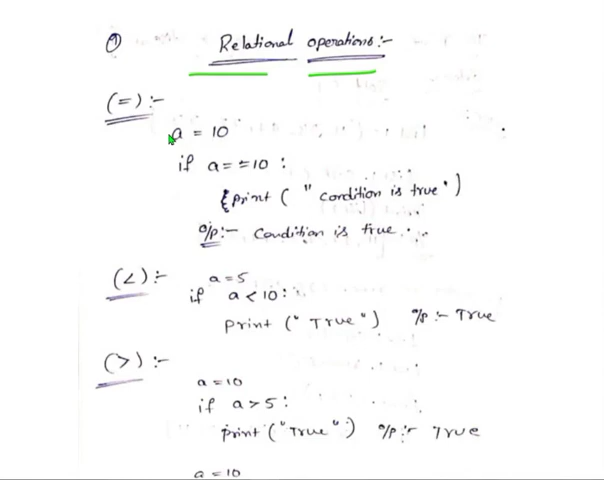 ① Relational operations:-
(=) :-
a = 10
if a = =10 :
print ( " condition is true " )
o/p:- condition is true.
(<) :- a=5
if a < 10 :
print (" True ") o/p :- True
(>) :-
a = 10
if a > 5 :
print ("True") o/p :- True
a = 10